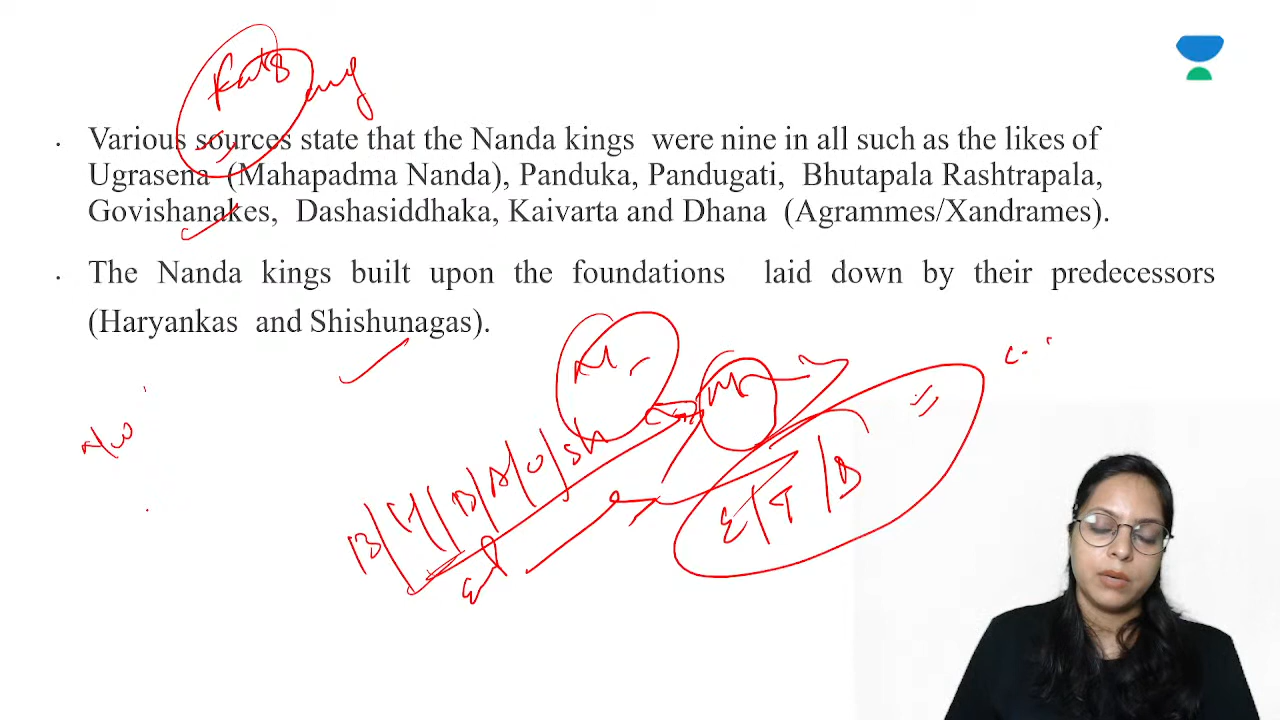 Various sources state that the Nanda kings were nine in all such as the likes of
Ugrasena (Mahapadma Nanda), Panduka, Pandugati, Bhutapala Rashtrapala,
Govishanakes, Dashasiddhaka, Kaivarta and Dhana (Agrammes/Xandrames).
The Nanda kings built upon the foundations laid down by their predecessors
(Haryankas and Shishunagas).
E/T/D